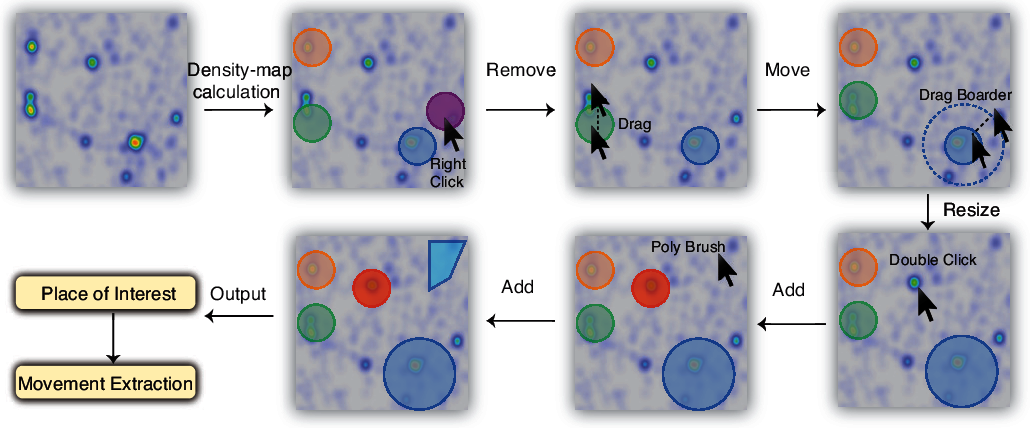 Density-map
calculation
Right
Click
Remove
Drag
Move
Drag Boarder
Resize
Double Click
Add
Poly Brush
Add
Output
Place of Interest
Movement Extraction